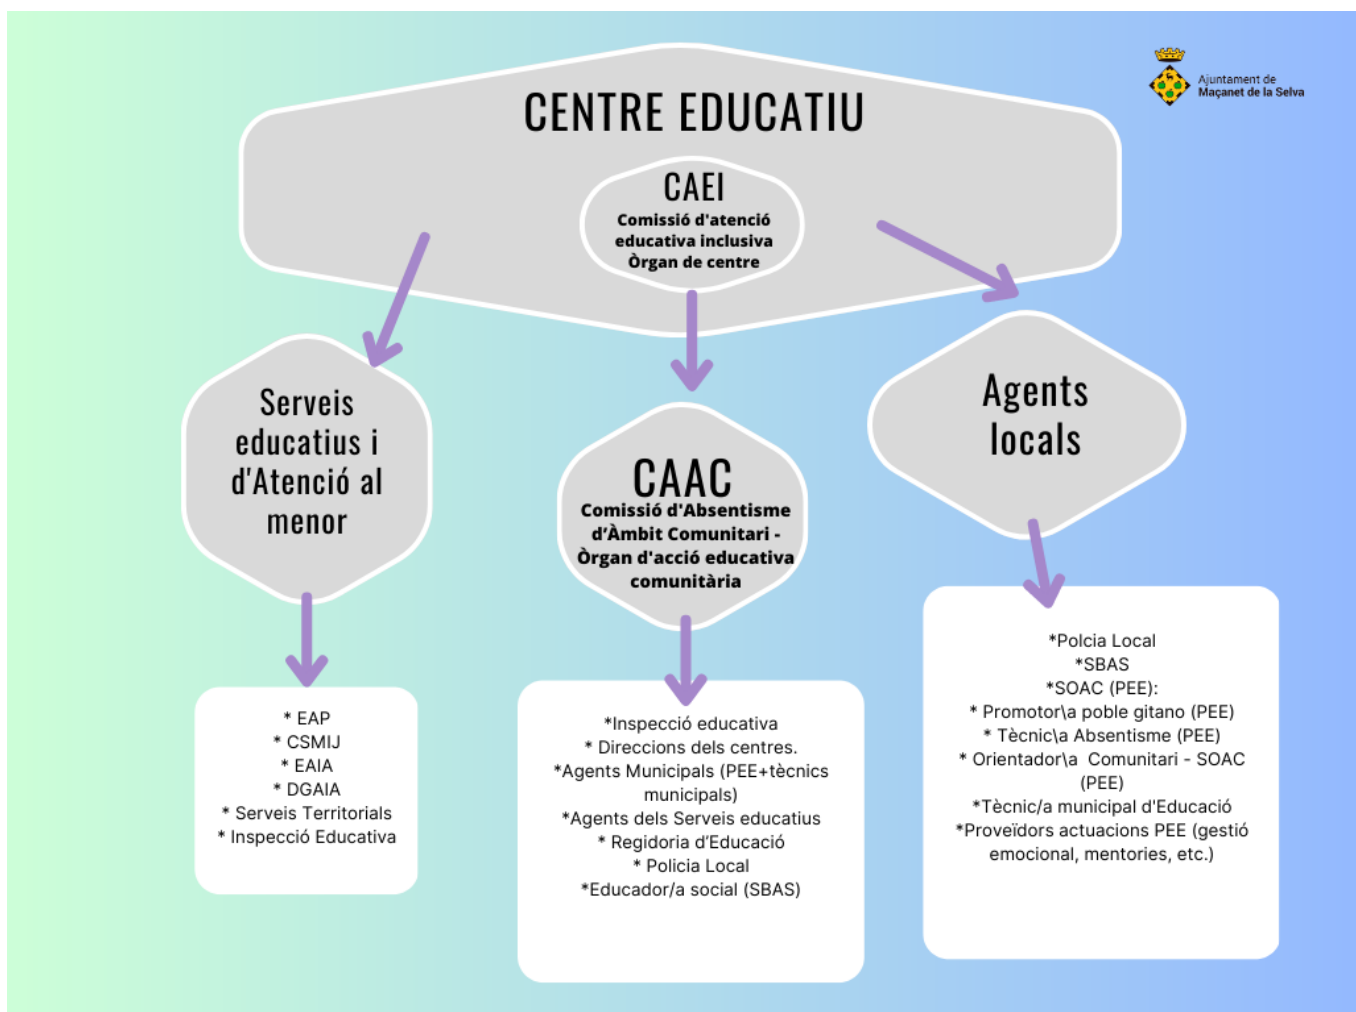 Ajuntament de
Maçanet de la Selva
CENTRE EDUCATIU
CAEI
Comissió d'atenció
educativa inclusiva
Òrgan de centre
Serveis
educatius i
d'Atenció al
menor
CAAC
Comissió d'Absentisme
d’Àmbit Comunitari -
Òrgan d'acció educativa
comunitària
Agents
locals
* EAP
* CSMIJ
* EAIA
* DGAIA
* Serveis Territorials
* Inspecció Educativa
*Inspecció educativa
* Direccions dels centres.
*Agents Municipals (PEE+tècnics
municipals)
*Agents dels Serveis educatius
* Regidoria d’Educació
* Policia Local
*Educador/a social (SBAS)
*Polcia Local
*SBAS
*SOAC (PEE):
* Promotor\a poble gitano (PEE)
* Tècnic\a Absentisme (PEE)
* Orientador\a  Comunitari - SOAC
(PEE)
*Tècnic/a municipal d'Educació
*Proveïdors actuacions PEE (gestió
emocional, mentories, etc.)